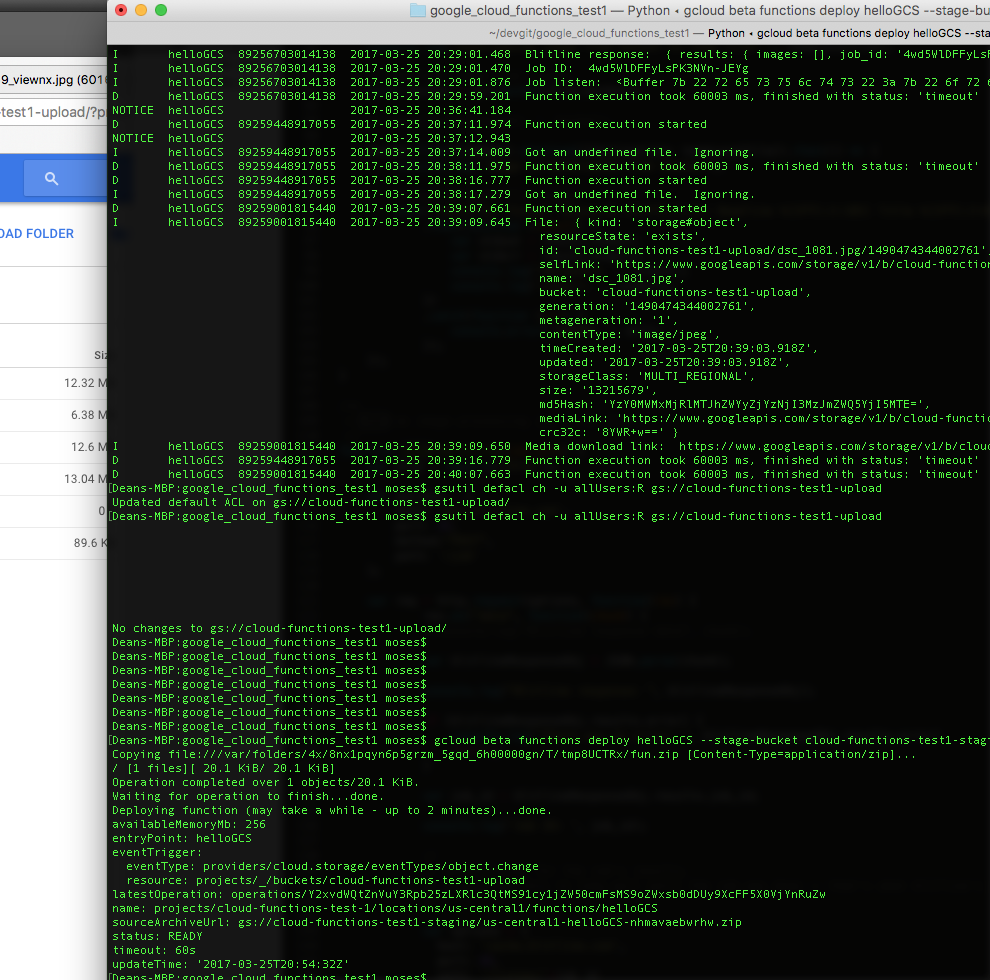 google_cloud_functions_test1 — Python ◂ gcloud beta functions deploy helloGCS --stage-bu
~/devgit/google_cloud_functions_test1 — Python ◂ gcloud beta functions deploy helloGCS --sta
9_viewnx.jpg (601
-test1-upload/?p
OAD FOLDER
Siz
12.32 M
6.38 M
12.6 M
13.04 M
0
89.6 K
I helloGCS 89256703014138 2017-03-25 20:29:01.468 Blitline response: { results: { images: [], job_id: '4wd5WlDFFyLsP
I helloGCS 89256703014138 2017-03-25 20:29:01.470 Job ID: 4wd5WlDFFyLsPK3NVn-JEYg
I helloGCS 89256703014138 2017-03-25 20:29:01.876 Job listen: <Buffer 7b 22 72 65 73 75 6c 74 73 22 3a 7b 22 6f 72 6
D helloGCS 89256703014138 2017-03-25 20:29:59.201 Function execution took 60003 ms, finished with status: 'timeout'
NOTICE helloGCS 2017-03-25 20:36:41.184
D helloGCS 89259448917055 2017-03-25 20:37:11.974 Function execution started
NOTICE helloGCS 2017-03-25 20:37:12.943
I helloGCS 89259448917055 2017-03-25 20:37:14.009 Got an undefined file. Ignoring.
D helloGCS 89259448917055 2017-03-25 20:38:11.975 Function execution took 60003 ms, finished with status: 'timeout'
D helloGCS 89259448917055 2017-03-25 20:38:16.777 Function execution started
I helloGCS 89259448917055 2017-03-25 20:38:17.279 Got an undefined file. Ignoring.
D helloGCS 89259001815440 2017-03-25 20:39:07.661 Function execution started
I helloGCS 89259001815440 2017-03-25 20:39:09.645 File: { kind: 'storage#object',
resourceState: 'exists',
id: 'cloud-functions-test1-upload/dsc_1081.jpg/1490474344002761',
selfLink: 'https://www.googleapis.com/storage/v1/b/cloud-function
name: 'dsc_1081.jpg',
bucket: 'cloud-functions-test1-upload',
generation: '1490474344002761',
metageneration: '1',
contentType: 'image/jpeg',
timeCreated: '2017-03-25T20:39:03.918Z',
updated: '2017-03-25T20:39:03.918Z',
storageClass: 'MULTI_REGIONAL',
size: '13215679',
md5Hash: 'YzY0MWMxMjRlMTJhZWYyZjYzNjI3MzJmZWQ5YjI5MTE=',
mediaLink: 'https://www.googleapis.com/storage/v1/b/cloud-functio
crc32c: '8YWR+w==' }
I helloGCS 89259001815440 2017-03-25 20:39:09.650 Media download link: https://www.googleapis.com/storage/v1/b/clou
D helloGCS 89259448917055 2017-03-25 20:39:16.779 Function execution took 60003 ms, finished with status: 'timeout'
D helloGCS 89259001815440 2017-03-25 20:40:07.663 Function execution took 60003 ms, finished with status: 'timeout'
[Deans-MBP:google_cloud_functions_test1 moses$ gsutil defacl ch -u allUsers:R gs://cloud-functions-test1-upload
Updated default ACL on gs://cloud-functions-test1-upload/
[Deans-MBP:google_cloud_functions_test1 moses$ gsutil defacl ch -u allUsers:R gs://cloud-functions-test1-upload
No changes to gs://cloud-functions-test1-upload/
Deans-MBP:google_cloud_functions_test1 moses$
Deans-MBP:google_cloud_functions_test1 moses$
Deans-MBP:google_cloud_functions_test1 moses$
Deans-MBP:google_cloud_functions_test1 moses$
Deans-MBP:google_cloud_functions_test1 moses$
Deans-MBP:google_cloud_functions_test1 moses$
Deans-MBP:google_cloud_functions_test1 moses$
[Deans-MBP:google_cloud_functions_test1 moses$ gcloud beta functions deploy helloGCS --stage-bucket cloud-functions-test1-stag
Copying file:///var/folders/4x/8nx1pqyn6p5grzm_5gqd_6h00000gn/T/tmp8UCTRx/fun.zip [Content-Type=application/zip]...
/ [1 files][ 20.1 KiB/ 20.1 KiB]
Operation completed over 1 objects/20.1 KiB.
Waiting for operation to finish...done.
Deploying function (may take a while - up to 2 minutes)...done.
availableMemoryMb: 256
entryPoint: helloGCS
eventTrigger:
eventType: providers/cloud.storage/eventTypes/object.change
resource: projects/_/buckets/cloud-functions-test1-upload
latestOperation: operations/Y2xvdWQtZnVuY3Rpb25zLXRlc3QtMS91cy1jZW50cmFsMS9oZWxsb0dDUy9XcFF5X0VjYnRuZw
name: projects/cloud-functions-test-1/locations/us-central1/functions/helloGCS
sourceArchiveUrl: gs://cloud-functions-test1-staging/us-central1-helloGCS-nhmavaebwrhw.zip
status: READY
timeout: 60s
updateTime: '2017-03-25T20:54:32Z'
Deans-MBP:google_cloud_functions_test1 moses$